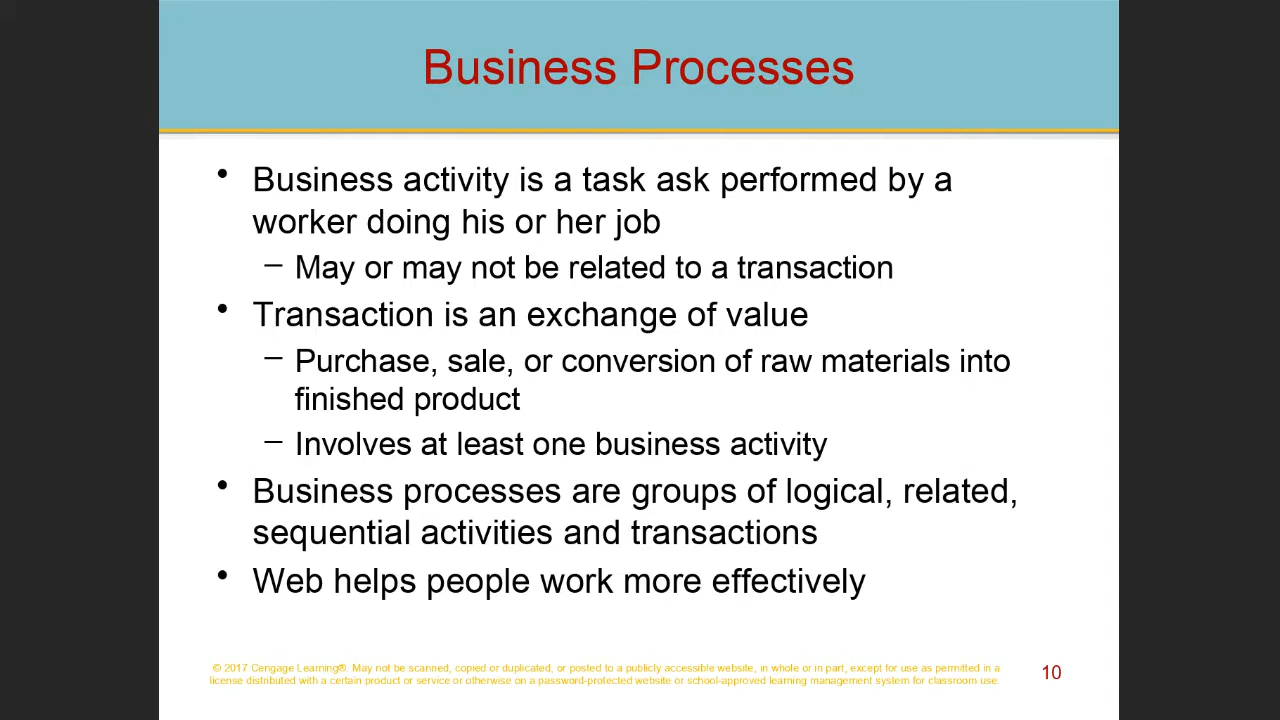 Business Processes
• Business activity is a task ask performed by a
worker doing his or her job
– May or may not be related to a transaction
• Transaction is an exchange of value
– Purchase, sale, or conversion of raw materials into
finished product
– Involves at least one business activity
• Business processes are groups of logical, related,
sequential activities and transactions
• Web helps people work more effectively
© 2017 Cengage Learning®. May not be scanned, copied or duplicated, or posted to a publicly accessible website, in whole or in part, except for use as permitted in a
license distributed with a certain product or service or otherwise on a password-protected website or school-approved learning management system for classroom use.
10